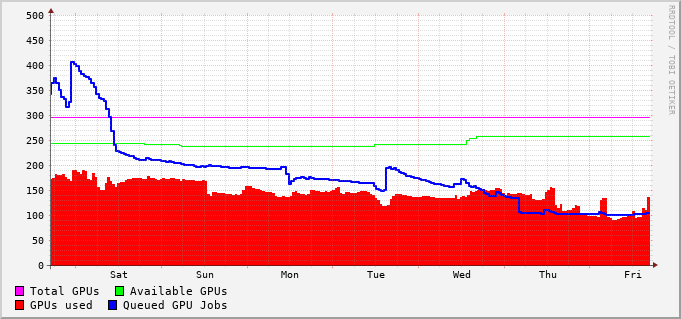 500
450
400
350
300
250
200
150
100
50
0
Sat Sun Mon Tue Wed Thu Fri
Total GPUs Available GPUs
GPUs used Queued GPU Jobs
RRDTOOL / TOBI OETIKER